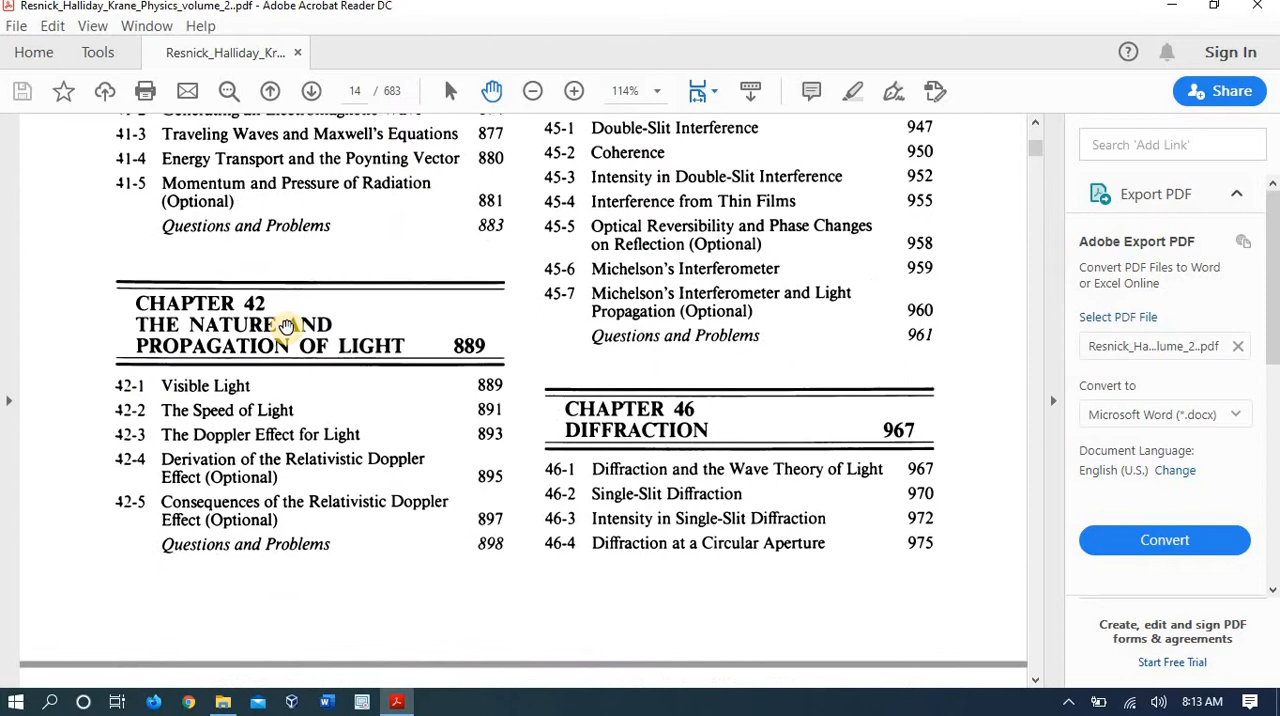 Resnick_Halliday_Krane_Physics_volume_2..pdf - Adobe Acrobat Reader DC
File Edit View Window Help
Home Tools Resnick_Halliday_Kr... × Sign In
14 / 683 114% Share
41-3 Traveling Waves and Maxwell's Equations 877
41-4 Energy Transport and the Poynting Vector 880
41-5 Momentum and Pressure of Radiation
(Optional) 881
Questions and Problems 883
CHAPTER 42
THE NATURE AND
PROPAGATION OF LIGHT 889
42-1 Visible Light 889
42-2 The Speed of Light 891
42-3 The Doppler Effect for Light 893
42-4 Derivation of the Relativistic Doppler
Effect (Optional) 895
42-5 Consequences of the Relativistic Doppler
Effect (Optional) 897
Questions and Problems 898
45-1 Double-Slit Interference 947
45-2 Coherence 950
45-3 Intensity in Double-Slit Interference 952
45-4 Interference from Thin Films 955
45-5 Optical Reversibility and Phase Changes
on Reflection (Optional) 958
45-6 Michelson's Interferometer 959
45-7 Michelson's Interferometer and Light
Propagation (Optional) 960
Questions and Problems 961
CHAPTER 46
DIFFRACTION 967
46-1 Diffraction and the Wave Theory of Light 967
46-2 Single-Slit Diffraction 970
46-3 Intensity in Single-Slit Diffraction 972
46-4 Diffraction at a Circular Aperture 975
Search 'Add Link'
Export PDF
Adobe Export PDF
Convert PDF Files to Word
or Excel Online
Select PDF File
Resnick_Ha...lume_2..pdf ×
Convert to
Microsoft Word (*.docx)
Document Language:
English (U.S.) Change
Convert
Create, edit and sign PDF
forms & agreements
Start Free Trial
8:13 AM